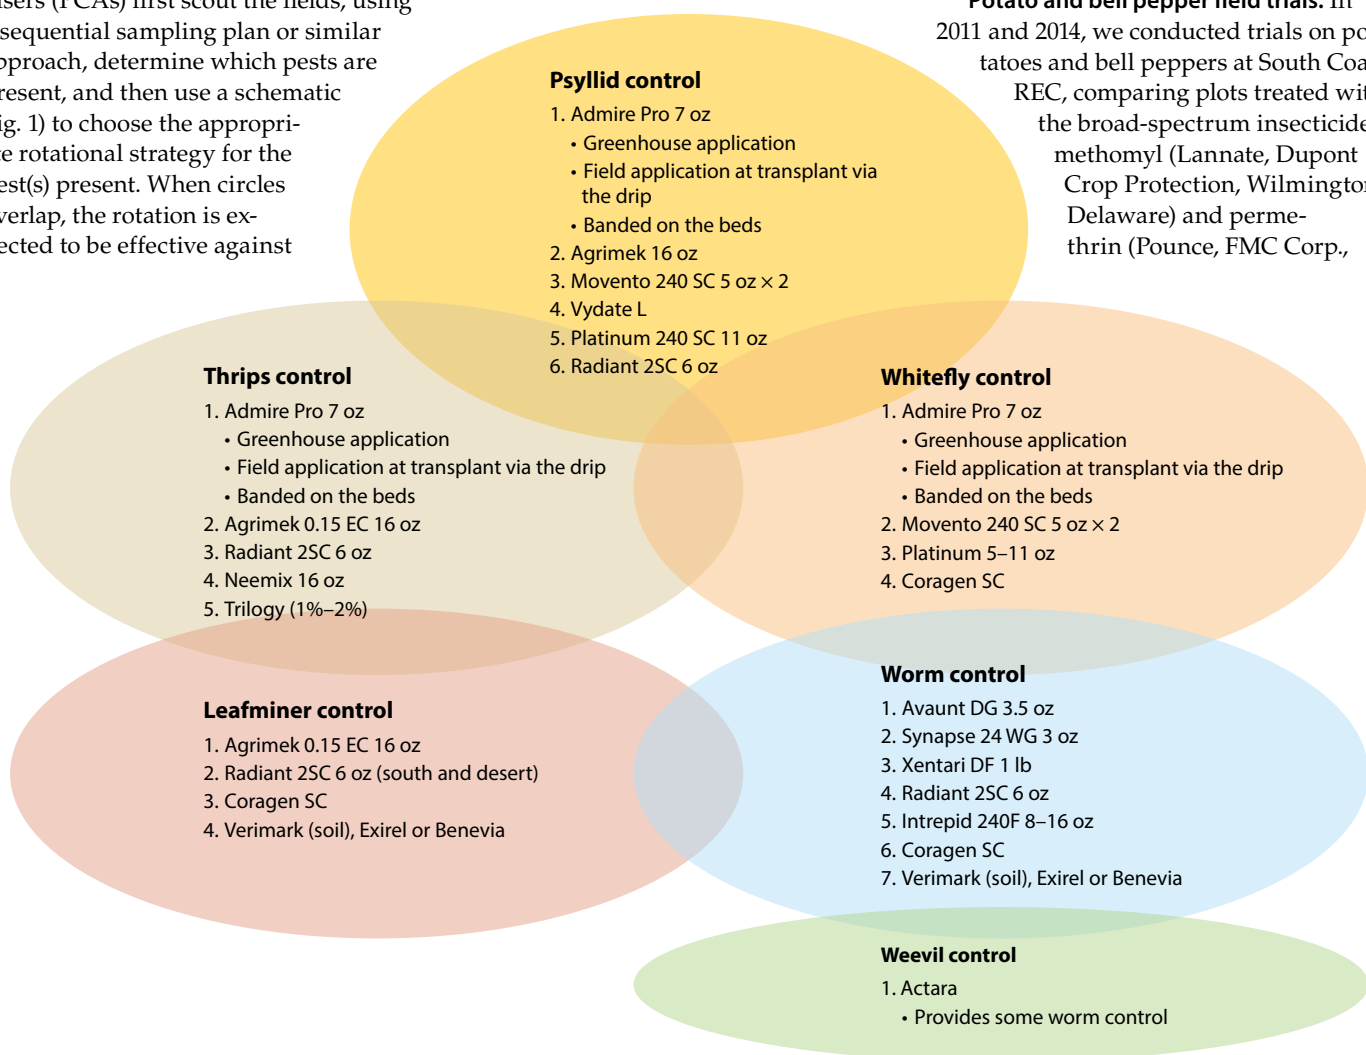 sequential sampling plan or similar
determine which pests are
and then use a schematic
1) to choose the appropri-
rotational strategy for the
present. When circles
the rotation is ex-
to be effective against
Potato and bell pepper field trials. In
2011 and 2014, we conducted trials on po
tatoes and bell peppers at South Coa
REC, comparing plots treated wit
the broad-spectrum insecticide
methomyl (Lannate, Dupont
Crop Protection, Wilmington
Delaware) and perme-
thrin (Pounce, FMC Corp.,
Psyllid control
1. Admire Pro 7 oz
• Greenhouse application
• Field application at transplant via
the drip
• Banded on the beds
2. Agrimek 16 oz
3. Movento 240 SC 5 oz × 2
4. Vydate L
5. Platinum 240 SC 11 oz
6. Radiant 2SC 6 oz
Thrips control
1. Admire Pro 7 oz
• Greenhouse application
• Field application at transplant via the drip
• Banded on the beds
2. Agrimek 0.15 EC 16 oz
3. Radiant 2SC 6 oz
4. Neemix 16 oz
5. Trilogy (1%–2%)
Whitefly control
1. Admire Pro 7 oz
• Greenhouse application
• Field application at transplant via the drip
• Banded on the beds
2. Movento 240 SC 5 oz × 2
3. Platinum 5–11 oz
4. Coragen SC
Leafminer control
1. Agrimek 0.15 EC 16 oz
2. Radiant 2SC 6 oz (south and desert)
3. Coragen SC
4. Verimark (soil), Exirel or Benevia
Worm control
1. Avaunt DG 3.5 oz
2. Synapse 24 WG 3 oz
3. Xentari DF 1 lb
4. Radiant 2SC 6 oz
5. Intrepid 240F 8–16 oz
6. Coragen SC
7. Verimark (soil), Exirel or Benevia
Weevil control
1. Actara
• Provides some worm control